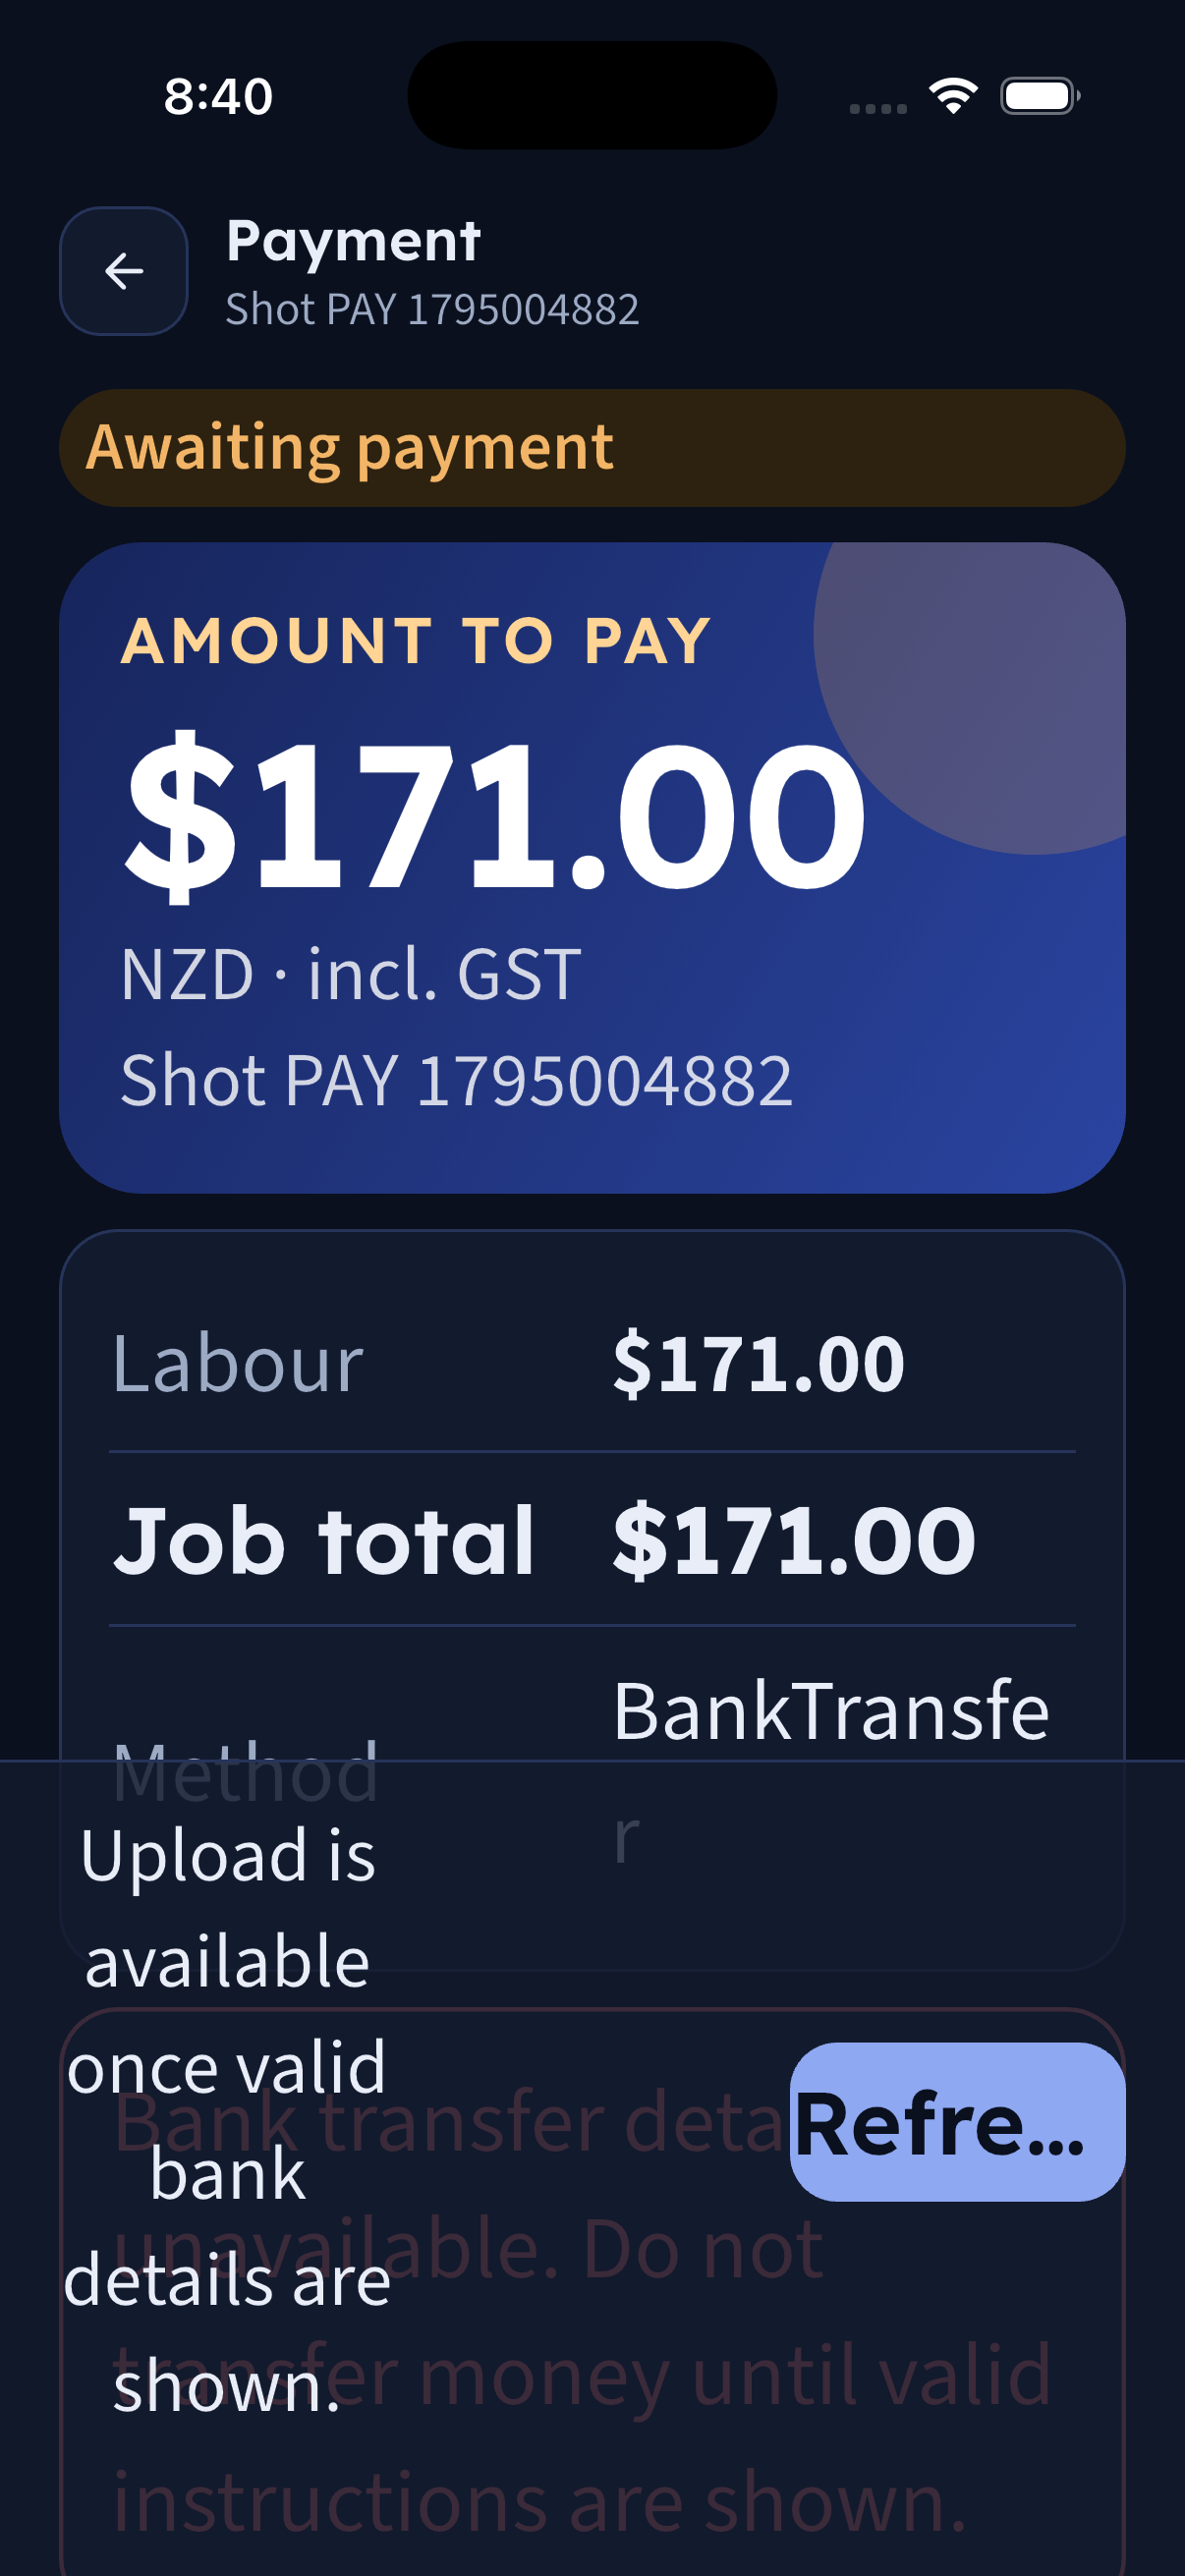 8:40
Payment
Shot PAY 1795004882
Awaiting payment
AMOUNT TO PAY
$171.00
NZD · incl. GST
Shot PAY 1795004882
Labour $171.00
Job total $171.00
Method BankTransfe
r
Upload is
available
once valid
bank
details are
shown.
Refre...
Bank transfer deta
unavailable. Do not
transfer money until valid
instructions are shown.